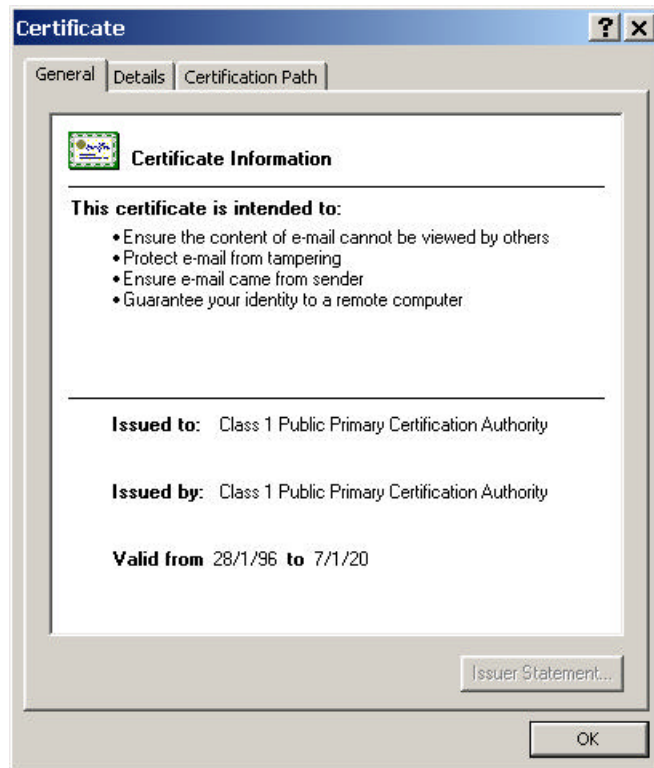 Certificate
General
Details
Certification Path
Certificate Information
This certificate is intended to:
•Ensure the content of e-mail cannot be viewed by others
•Protect e-mail from tampering
•Ensure e-mail came from sender
•Guarantee your identity to a remote computer
Issued to: Class 1 Public Primary Certification Authority
Issued by: Class 1 Public Primary Certification Authority
Valid from 28/1/96 to 7/1/20
Issuer Statement...
OK